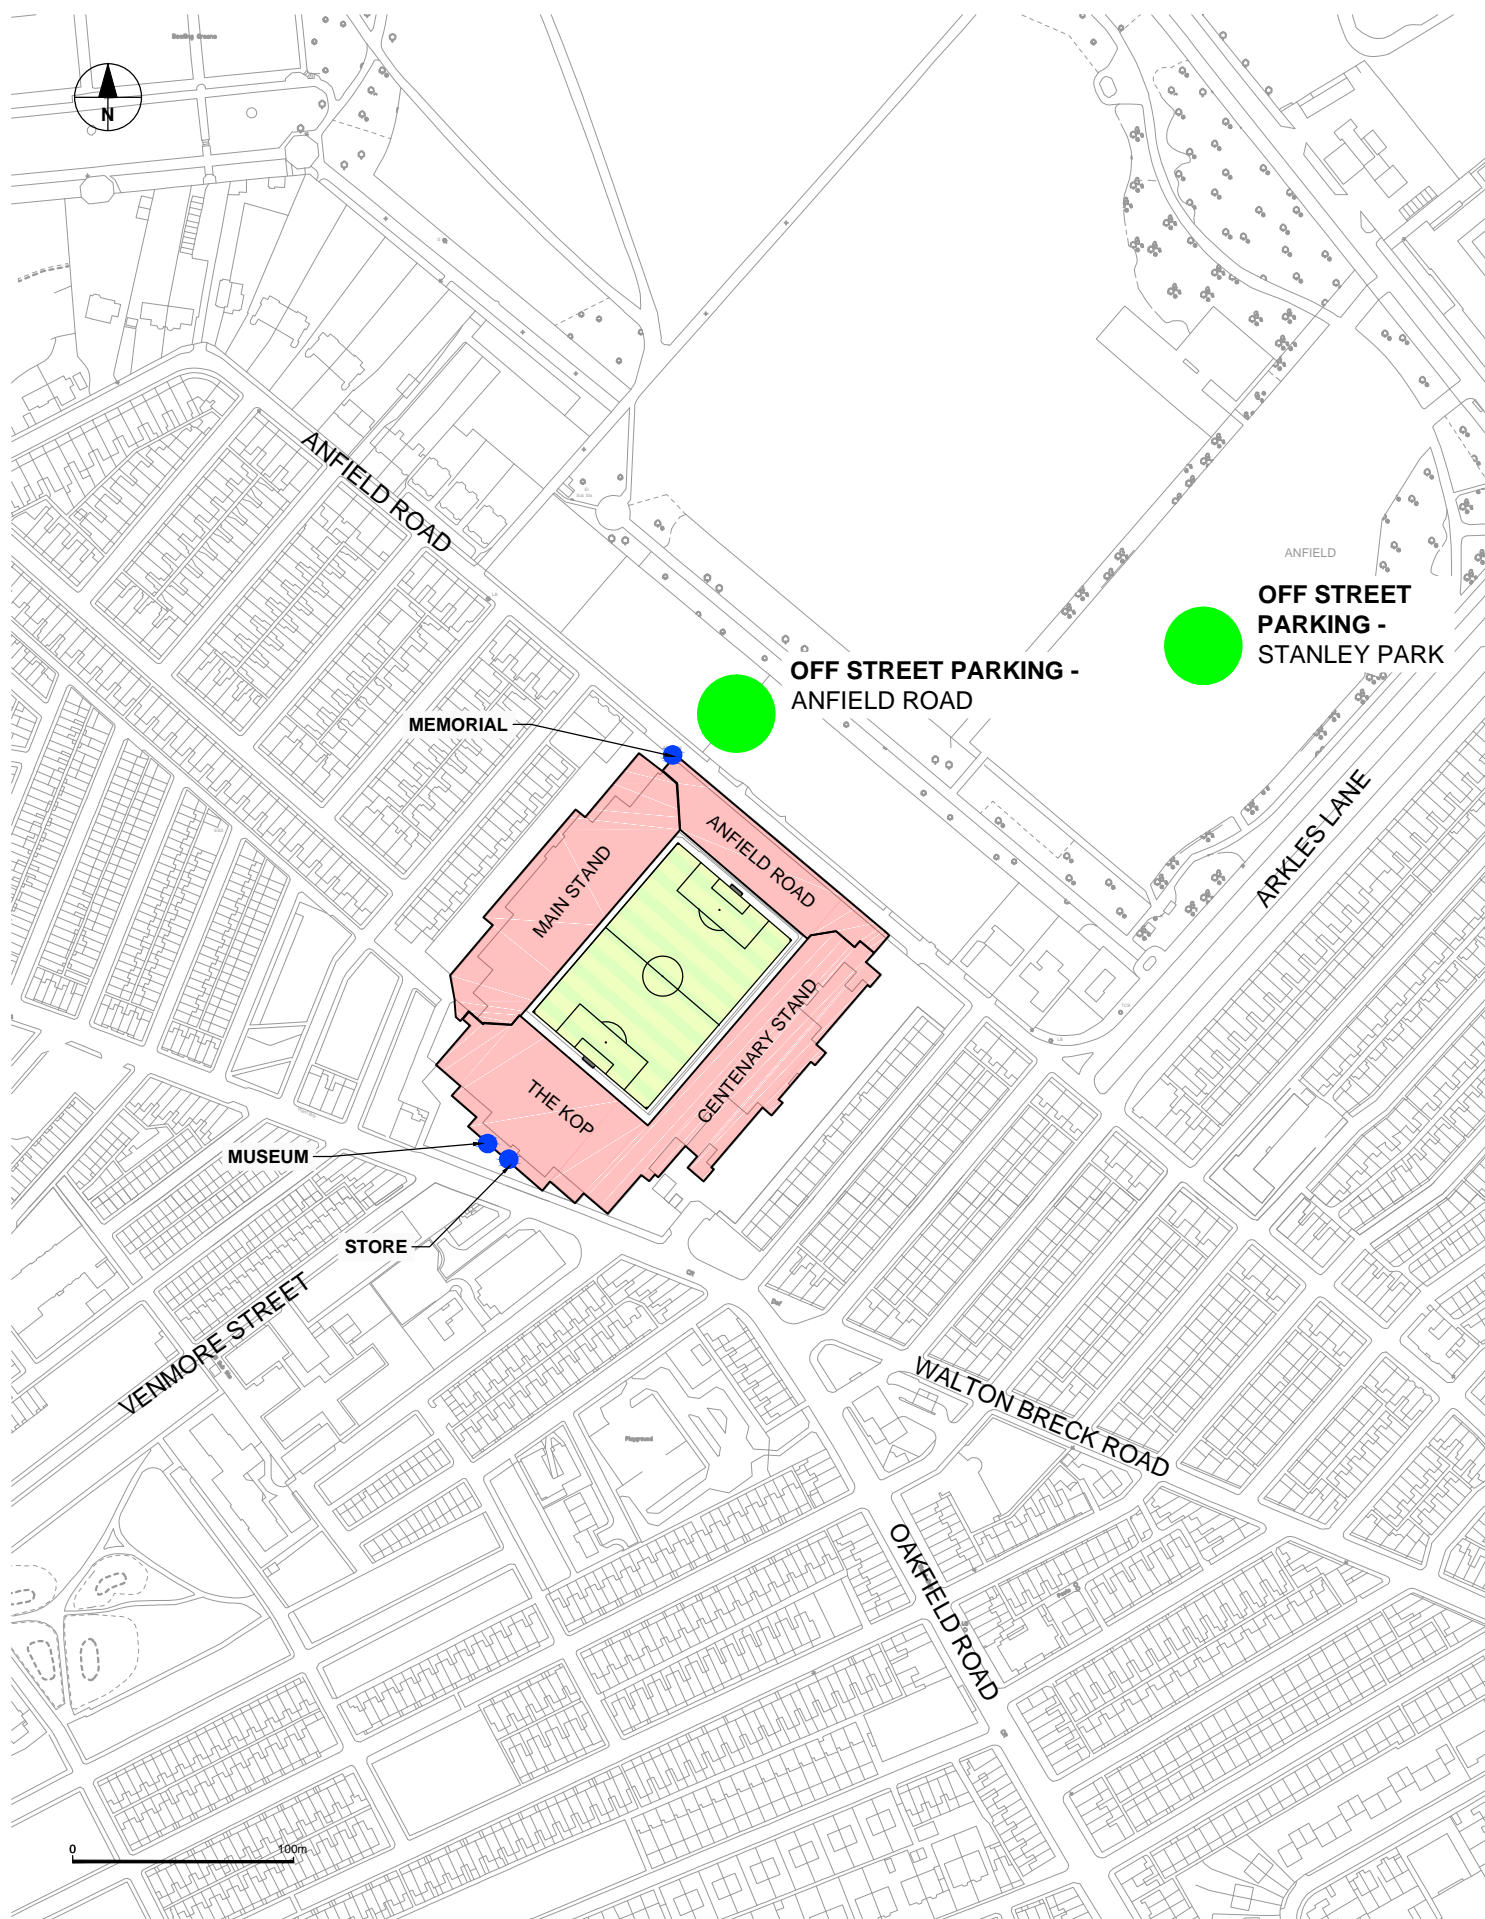 Bowling Greens
N
ANFIELD ROAD
ANFIELD
OFF STREET
PARKING -
STANLEY PARK
OFF STREET PARKING -
ANFIELD ROAD
MEMORIAL
ARKLES LANE
ANFIELD ROAD
MAIN STAND
CENTENARY STAND
THE KOP
MUSEUM
STORE
VENMORE STREET
WALTON BRECK ROAD
Playground
OAKFIELD ROAD
0 100m